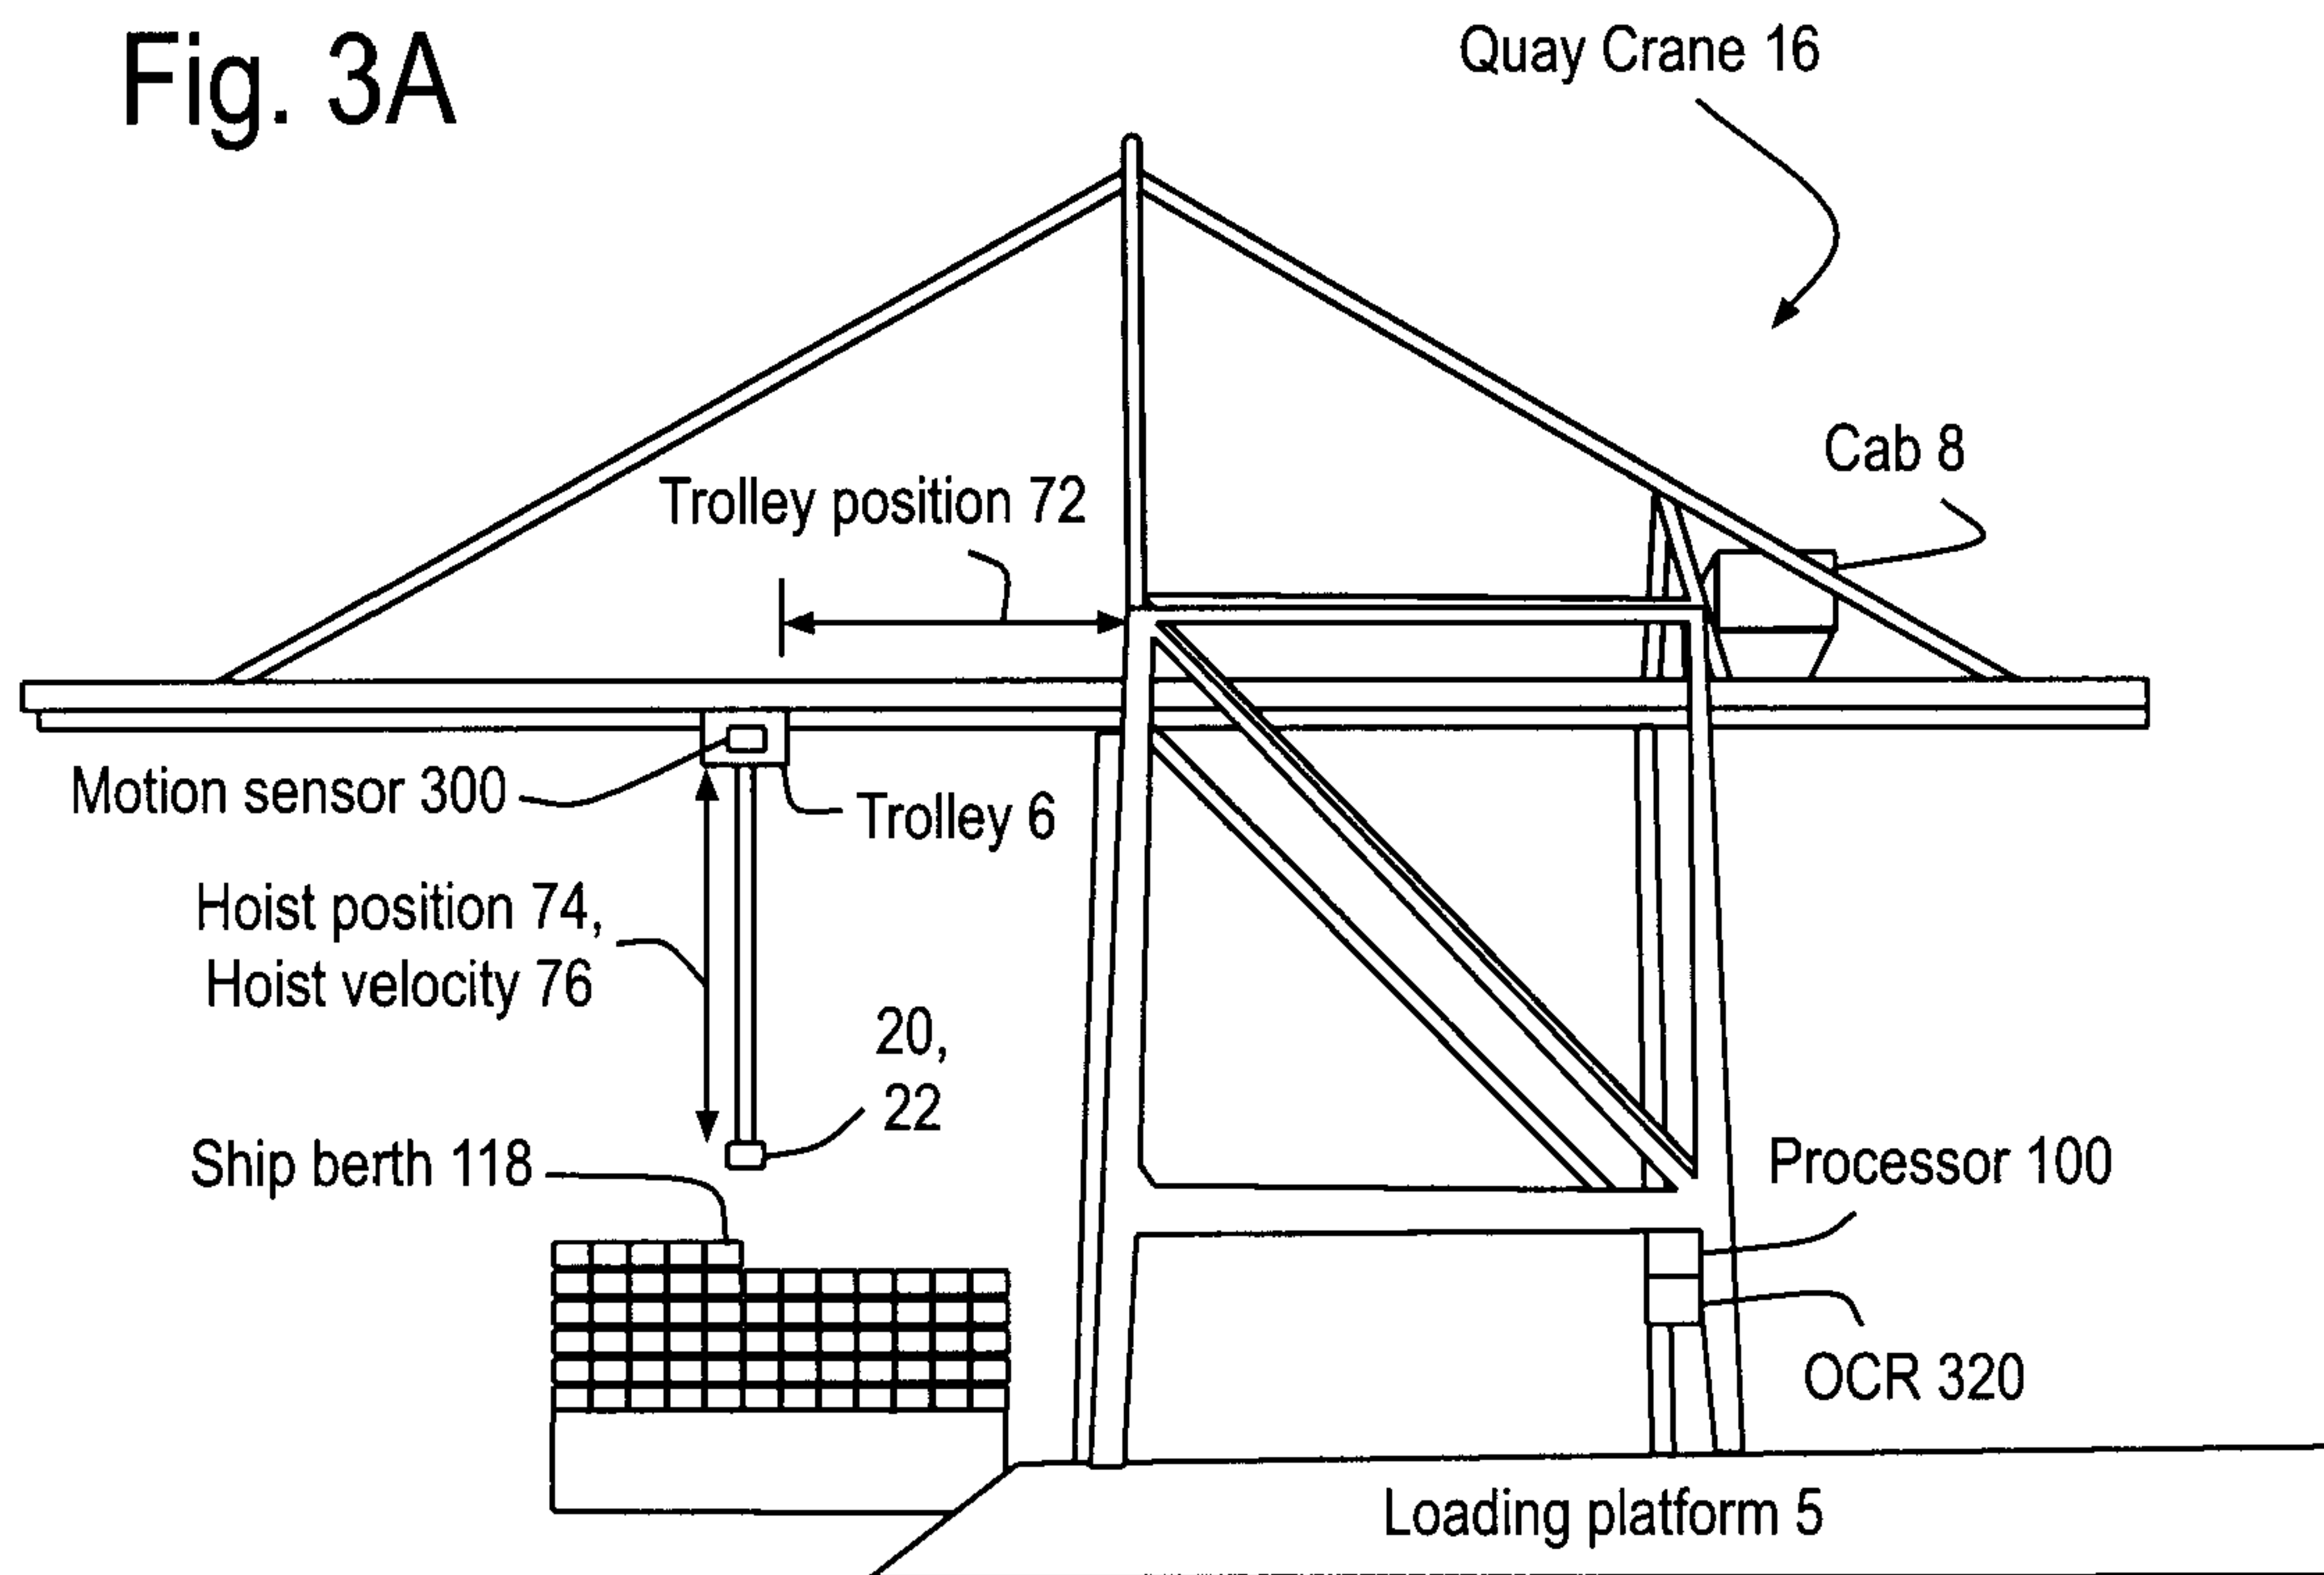 Fig. 3A
Quay Crane 16
Cab 8
Trolley position 72
Motion sensor 300
Trolley 6
Hoist position 74,
Hoist velocity 76
20,
22
Ship berth 118
Processor 100
OCR 320
Loading platform 5